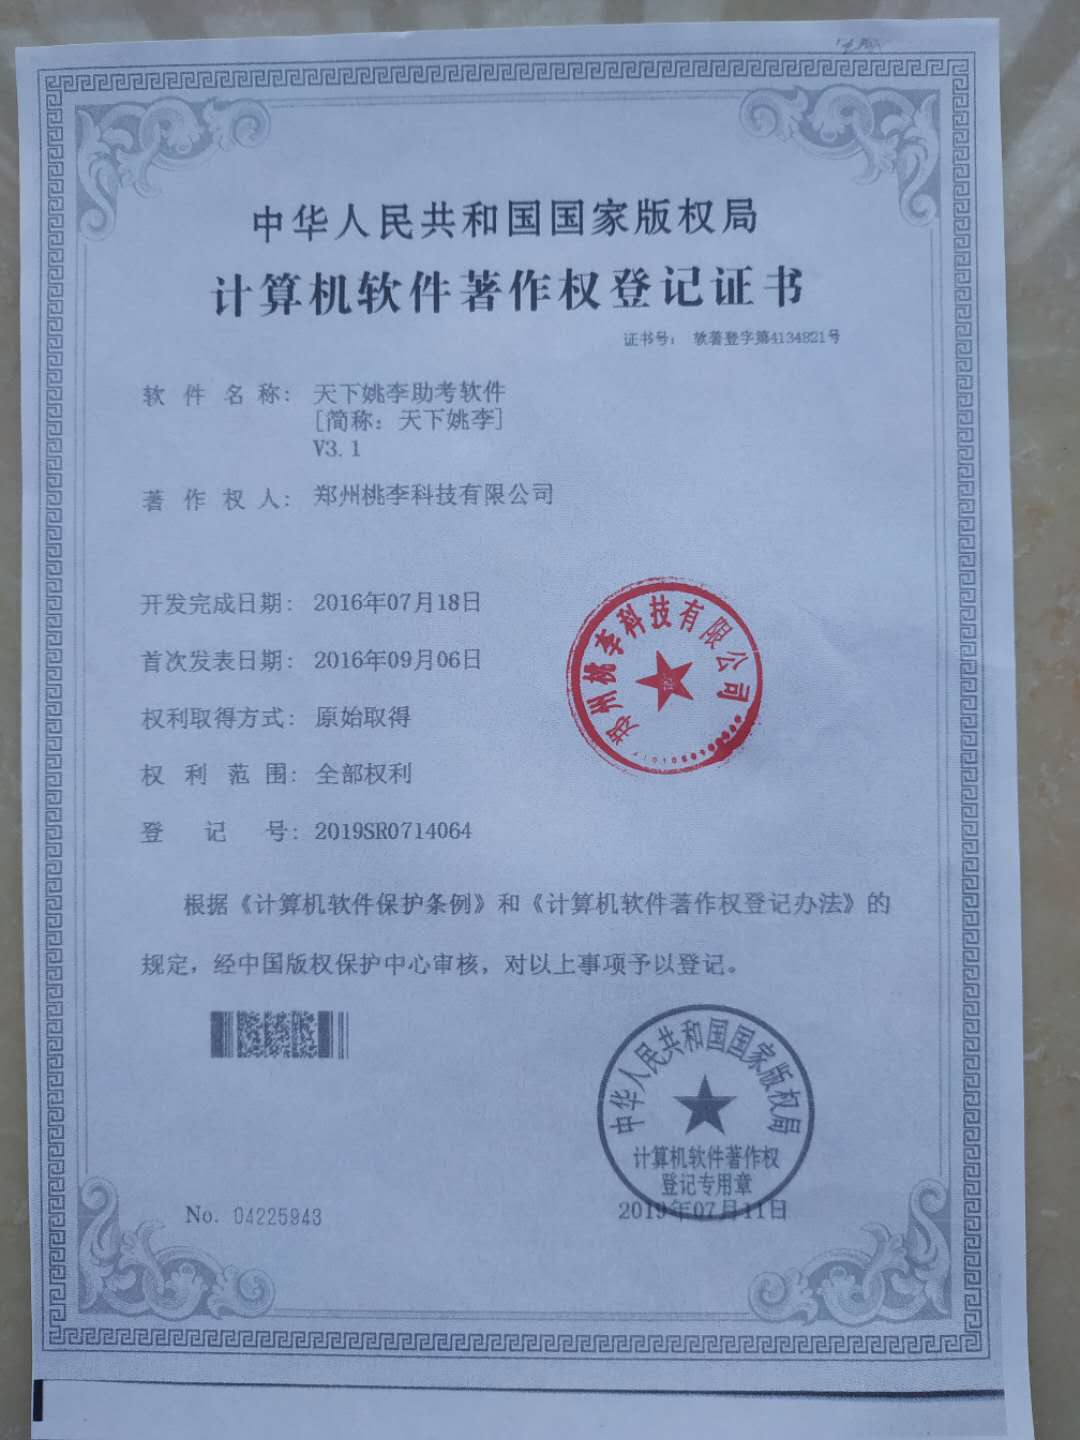 中华人民共和国国家版权局
计算机软件著作权登记证书
证书号： 软著登字第4134821号
软件名称： 天下姚李助考软件
[简称：天下姚李]
V3.1
著作权人： 郑州桃李科技有限公司
开发完成日期： 2016年07月18日
首次发表日期： 2016年09月06日
郑州桃李科技有限公司
权利取得方式： 原始取得
权利范围： 全部权利
登记号： 2019SR0714064
根据《计算机软件保护条例》和《计算机软件著作权登记办法》的
规定，经中国版权保护中心审核，对以上事项予以登记。
中华人民共和国国家版权局
计算机软件著作权
登记专用章
2019年07月11日
No. 04225943